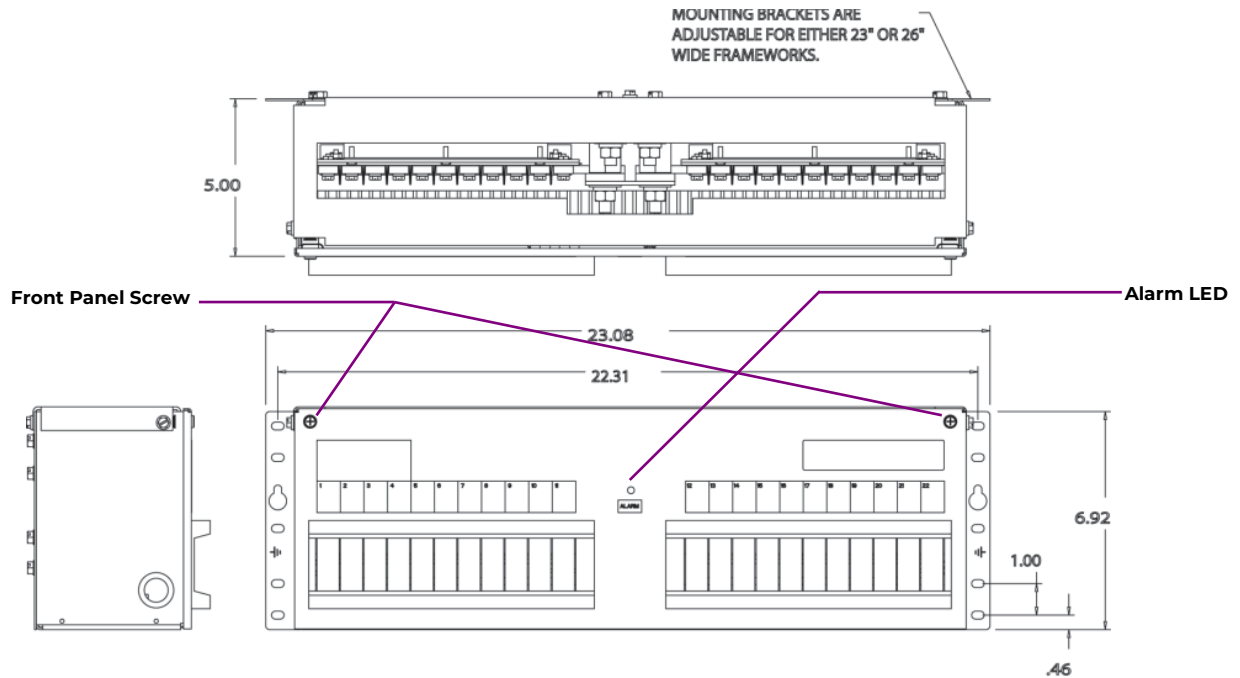 MOUNTING BRACKETS ARE
ADJUSTABLE FOR EITHER 23" OR 26"
WIDE FRAMEWORKS.
5.00
Front Panel Screw
Alarm LED
23.08
22.31
1 2 3 4 5 6 7 8 9 10 11
12 13 14 15 16 17 18 19 20 21 22
ALARM
6.92
1.00
.46